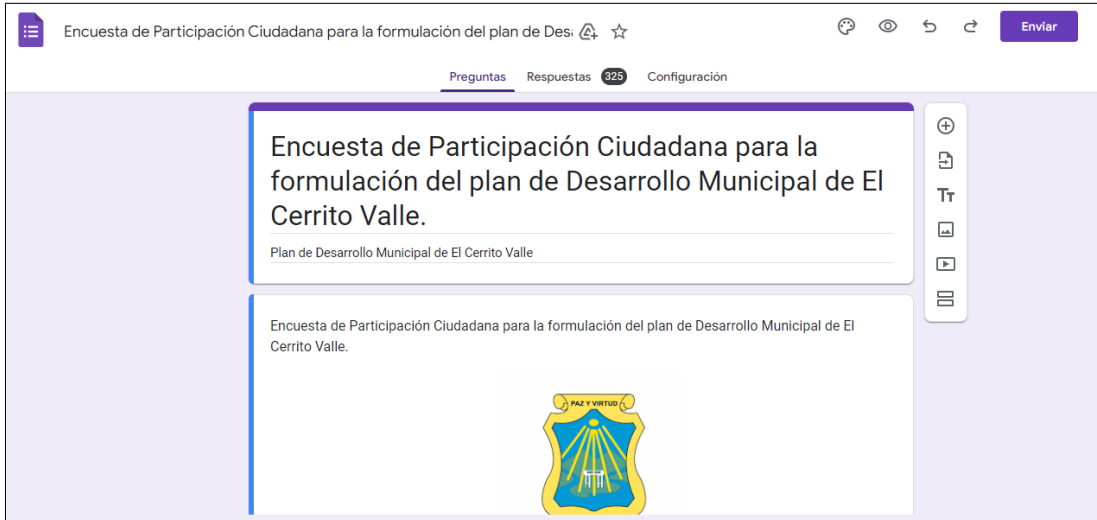 Encuesta de Participación Ciudadana para la formulación del plan de Des
Enviar
Preguntas Respuestas 325 Configuración
Encuesta de Participación Ciudadana para la
formulación del plan de Desarrollo Municipal de El
Cerrito Valle.
Plan de Desarrollo Municipal de El Cerrito Valle
Tт
Encuesta de Participación Ciudadana para la formulación del plan de Desarrollo Municipal de El
Cerrito Valle.
PAZ Y VIRTUD